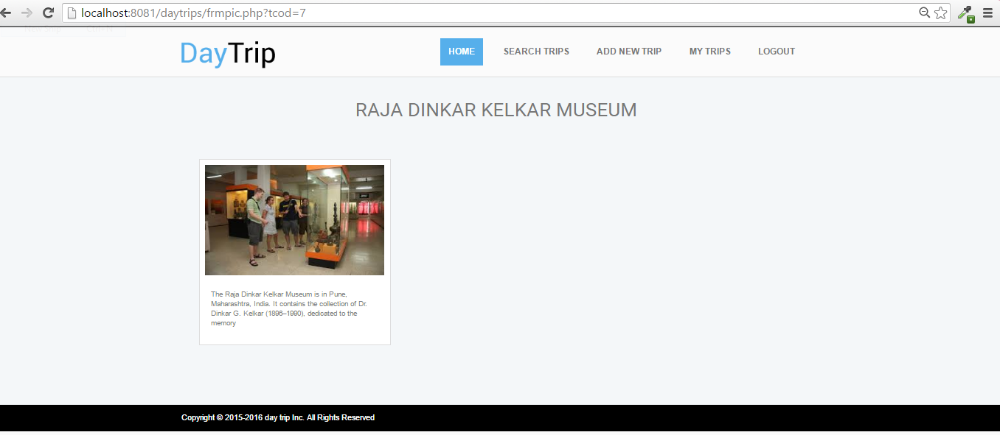 localhost:8081/daytrips/frmpic.php?tcod=7
DayTrip
HOME SEARCH TRIPS ADD NEW TRIP MY TRIPS LOGOUT
RAJA DINKAR KELKAR MUSEUM
The Raja Dinkar Kelkar Museum is in Pune,
Maharashtra, India. It contains the collection of Dr.
Dinkar G. Kelkar (1896–1990), dedicated to the
memory
Copyright © 2015-2016 day trip Inc. All Rights Reserved